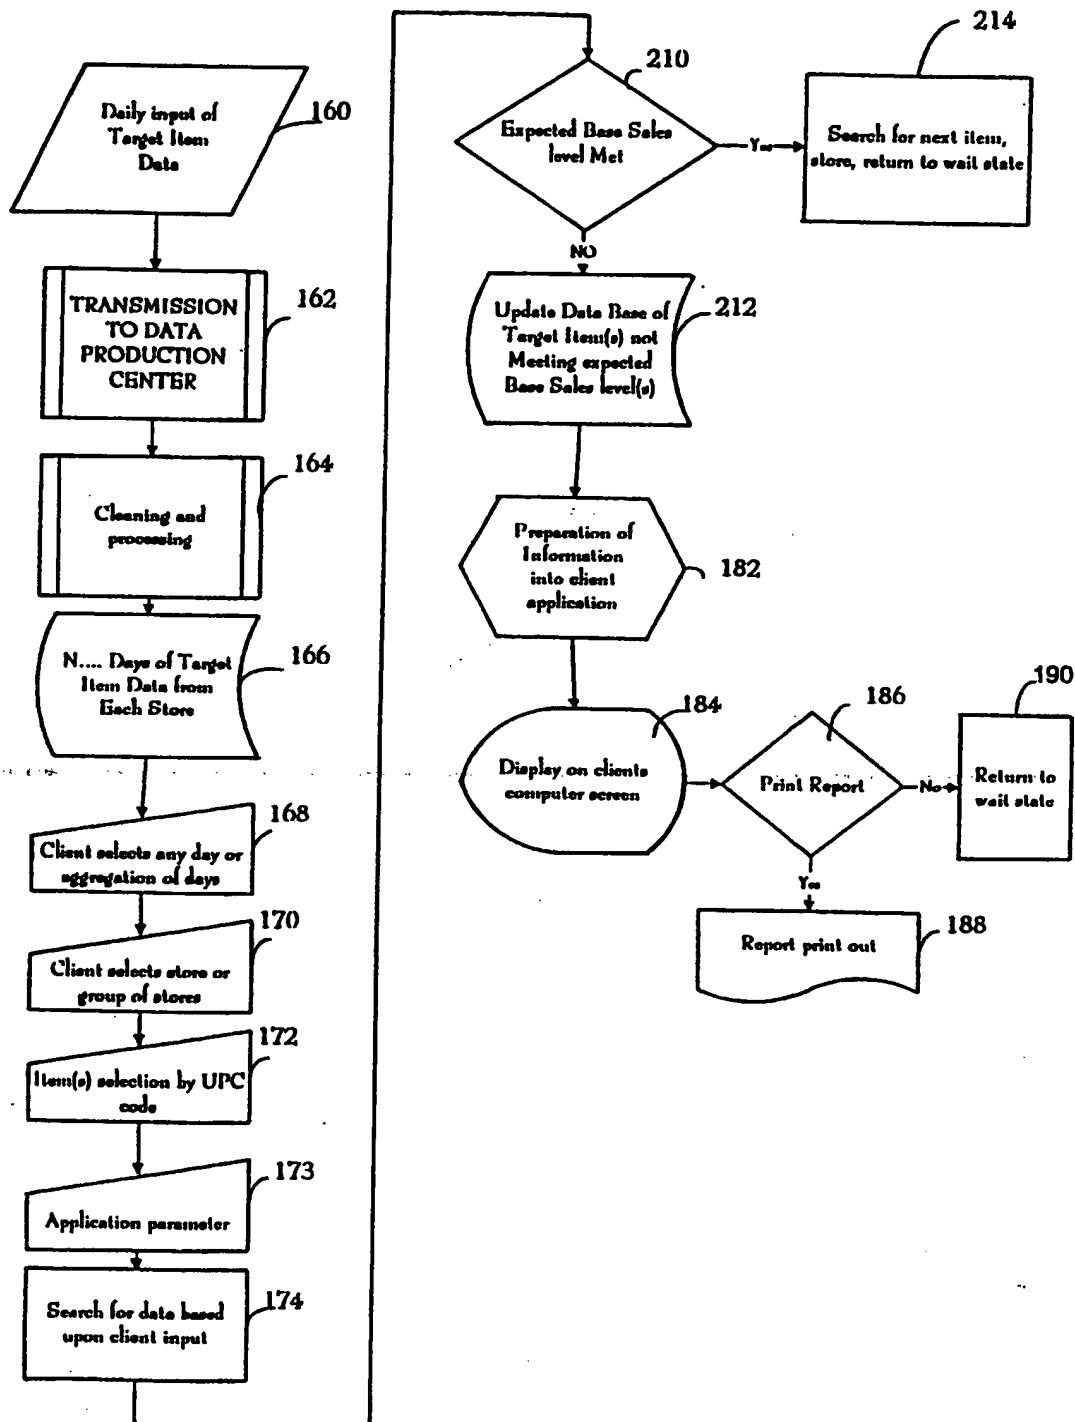 Daily input of
Target Item
Data
160
TRANSMISSION
TO DATA
PRODUCTION
CENTER
162
Cleaning and
processing
164
N.... Days of Target
Item Data from
Each Store
166
Client selects any day or
aggregation of days
168
Client selects store or
group of stores
170
Item(s) selection by UPC
code
172
Application parameter
173
Search for data based
upon client input
174
Expected Base Sales
level Met
210
Yes
Search for next item,
store, return to wait state
214
NO
Update Data Base of
Target Item(s) not
Meeting expected
Base Sales level(s)
212
Preparation of
Information
into client
application
182
Display on clients
computer screen
184
Print Report
186
No
Return to
wait state
190
Yes
Report print out
188